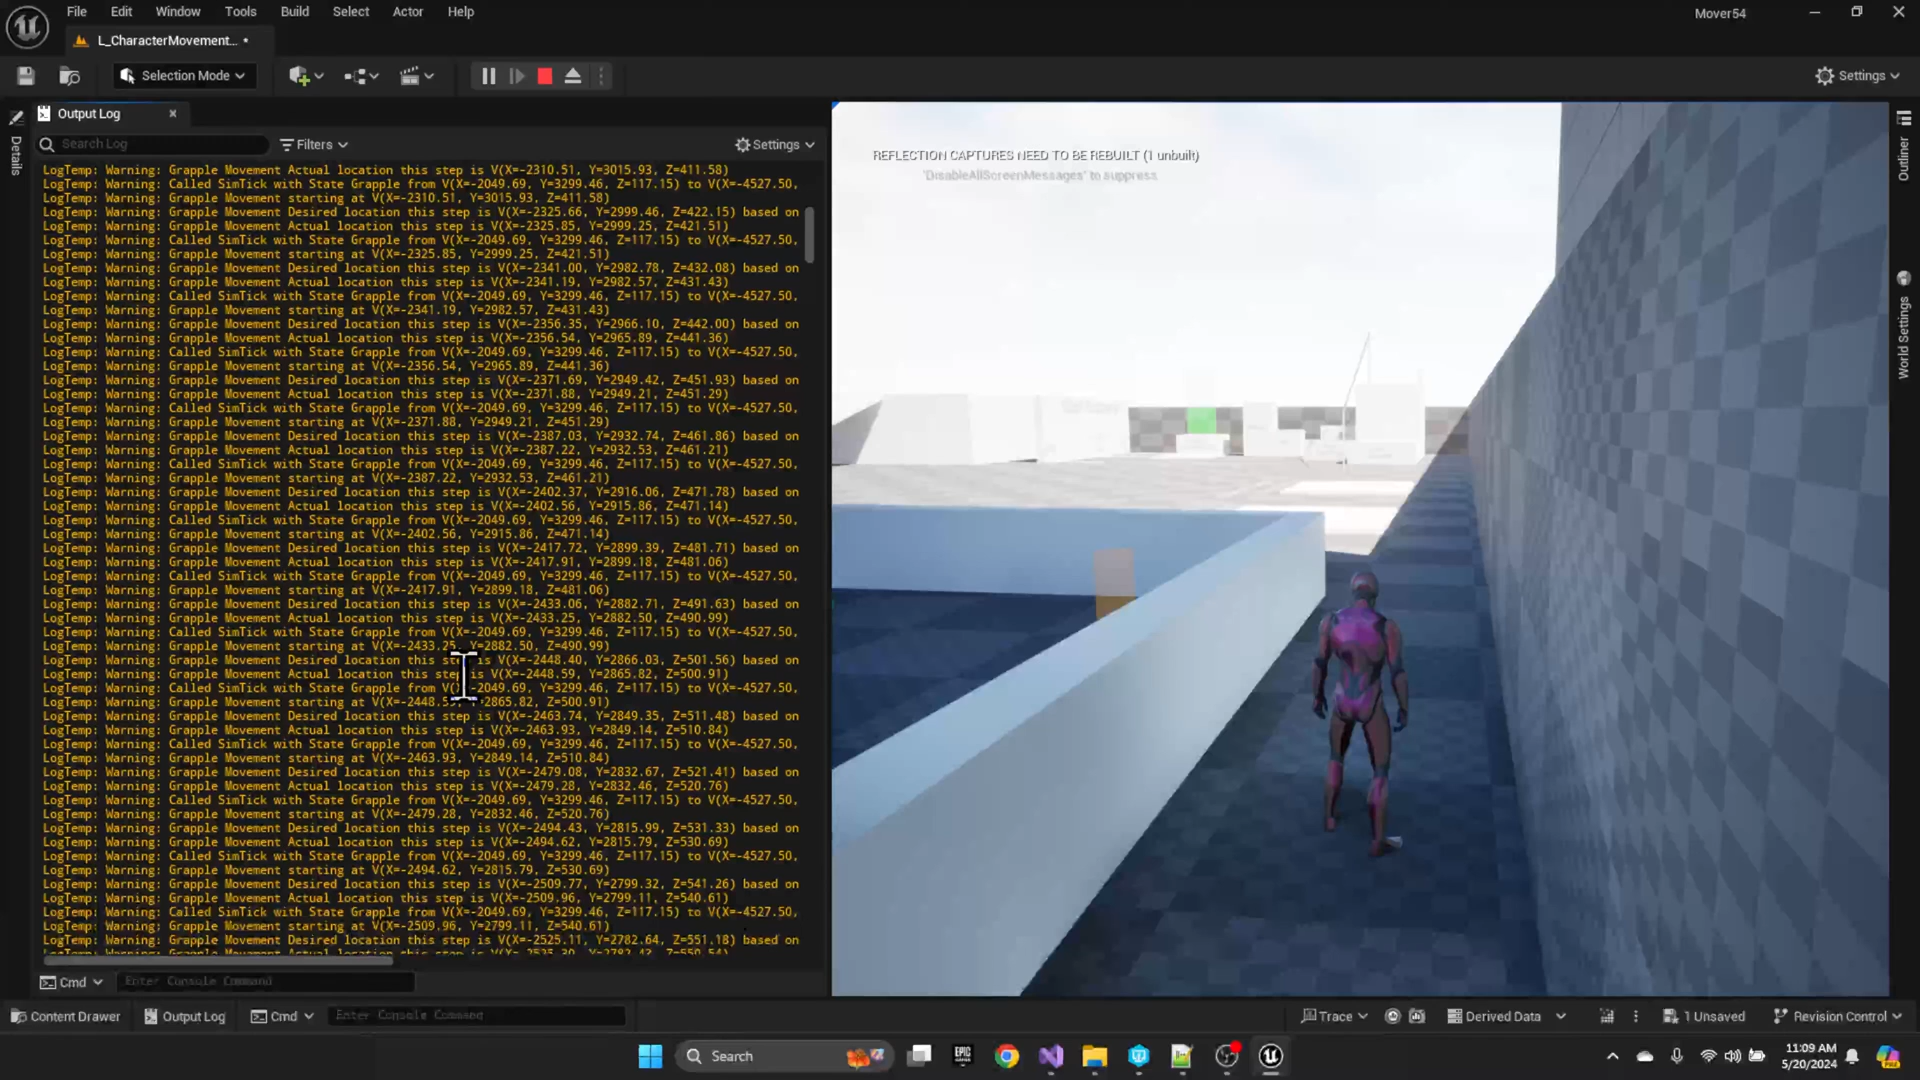 File Edit Window Tools Build Select Actor Help
Mover54
L_CharacterMovement... •
Selection Mode
Settings
Output Log
Details
Search Log
Filters
Settings
LogTemp: Warning: Grapple Movement Actual location this step is V(X=-2310.51, Y=3015.93, Z=411.58)
LogTemp: Warning: Called SimTick with State Grapple from V(X=-2049.69, Y=3299.46, Z=117.15) to V(X=-4527.50,
LogTemp: Warning: Grapple Movement starting at V(X=-2310.51, Y=3015.93, Z=411.58)
LogTemp: Warning: Grapple Movement Desired location this step is V(X=-2325.66, Y=2999.46, Z=422.15) based on
LogTemp: Warning: Grapple Movement Actual location this step is V(X=-2325.85, Y=2999.25, Z=421.51)
LogTemp: Warning: Called SimTick with State Grapple from V(X=-2049.69, Y=3299.46, Z=117.15) to V(X=-4527.50,
LogTemp: Warning: Grapple Movement starting at V(X=-2325.85, Y=2999.25, Z=421.51)
LogTemp: Warning: Grapple Movement Desired location this step is V(X=-2341.00, Y=2982.78, Z=432.08) based on
LogTemp: Warning: Grapple Movement Actual location this step is V(X=-2341.19, Y=2982.57, Z=431.43)
LogTemp: Warning: Called SimTick with State Grapple from V(X=-2049.69, Y=3299.46, Z=117.15) to V(X=-4527.50,
LogTemp: Warning: Grapple Movement starting at V(X=-2341.19, Y=2982.57, Z=431.43)
LogTemp: Warning: Grapple Movement Desired location this step is V(X=-2356.35, Y=2966.10, Z=442.00) based on
LogTemp: Warning: Grapple Movement Actual location this step is V(X=-2356.54, Y=2965.89, Z=441.36)
LogTemp: Warning: Called SimTick with State Grapple from V(X=-2049.69, Y=3299.46, Z=117.15) to V(X=-4527.50,
LogTemp: Warning: Grapple Movement starting at V(X=-2356.54, Y=2965.89, Z=441.36)
LogTemp: Warning: Grapple Movement Desired location this step is V(X=-2371.69, Y=2949.42, Z=451.93) based on
LogTemp: Warning: Grapple Movement Actual location this step is V(X=-2371.88, Y=2949.21, Z=451.29)
LogTemp: Warning: Called SimTick with State Grapple from V(X=-2049.69, Y=3299.46, Z=117.15) to V(X=-4527.50,
LogTemp: Warning: Grapple Movement starting at V(X=-2371.88, Y=2949.21, Z=451.29)
LogTemp: Warning: Grapple Movement Desired location this step is V(X=-2387.03, Y=2932.74, Z=461.86) based on
LogTemp: Warning: Grapple Movement Actual location this step is V(X=-2387.22, Y=2932.53, Z=461.21)
LogTemp: Warning: Called SimTick with State Grapple from V(X=-2049.69, Y=3299.46, Z=117.15) to V(X=-4527.50,
LogTemp: Warning: Grapple Movement starting at V(X=-2387.22, Y=2932.53, Z=461.21)
LogTemp: Warning: Grapple Movement Desired location this step is V(X=-2402.37, Y=2916.06, Z=471.78) based on
LogTemp: Warning: Grapple Movement Actual location this step is V(X=-2402.56, Y=2915.86, Z=471.14)
LogTemp: Warning: Called SimTick with State Grapple from V(X=-2049.69, Y=3299.46, Z=117.15) to V(X=-4527.50,
LogTemp: Warning: Grapple Movement starting at V(X=-2402.56, Y=2915.86, Z=471.14)
LogTemp: Warning: Grapple Movement Desired location this step is V(X=-2417.72, Y=2899.39, Z=481.71) based on
LogTemp: Warning: Grapple Movement Actual location this step is V(X=-2417.91, Y=2899.18, Z=481.06)
LogTemp: Warning: Called SimTick with State Grapple from V(X=-2049.69, Y=3299.46, Z=117.15) to V(X=-4527.50,
LogTemp: Warning: Grapple Movement starting at V(X=-2417.91, Y=2899.18, Z=481.06)
LogTemp: Warning: Grapple Movement Desired location this step is V(X=-2433.06, Y=2882.71, Z=491.63) based on
LogTemp: Warning: Grapple Movement Actual location this step is V(X=-2433.25, Y=2882.50, Z=490.99)
LogTemp: Warning: Called SimTick with State Grapple from V(X=-2049.69, Y=3299.46, Z=117.15) to V(X=-4527.50,
LogTemp: Warning: Grapple Movement starting at V(X=-2433.25, Y=2882.50, Z=490.99)
LogTemp: Warning: Grapple Movement Desired location this step is V(X=-2448.40, Y=2866.03, Z=501.56) based on
LogTemp: Warning: Grapple Movement Actual location this step is V(X=-2448.59, Y=2865.82, Z=500.91)
LogTemp: Warning: Called SimTick with State Grapple from V(X=-2049.69, Y=3299.46, Z=117.15) to V(X=-4527.50,
LogTemp: Warning: Grapple Movement starting at V(X=-2448.5 2865.82, Z=500.91)
LogTemp: Warning: Grapple Movement Desired location this step is V(X=-2463.74, Y=2849.35, Z=511.48) based on
LogTemp: Warning: Grapple Movement Actual location this step is V(X=-2463.93, Y=2849.14, Z=510.84)
LogTemp: Warning: Called SimTick with State Grapple from V(X=-2049.69, Y=3299.46, Z=117.15) to V(X=-4527.50,
LogTemp: Warning: Grapple Movement starting at V(X=-2463.93, Y=2849.14, Z=510.84)
LogTemp: Warning: Grapple Movement Desired location this step is V(X=-2479.08, Y=2832.67, Z=521.41) based on
LogTemp: Warning: Grapple Movement Actual location this step is V(X=-2479.28, Y=2832.46, Z=520.76)
LogTemp: Warning: Called SimTick with State Grapple from V(X=-2049.69, Y=3299.46, Z=117.15) to V(X=-4527.50,
LogTemp: Warning: Grapple Movement starting at V(X=-2479.28, Y=2832.46, Z=520.76)
LogTemp: Warning: Grapple Movement Desired location this step is V(X=-2494.43, Y=2815.99, Z=531.33) based on
LogTemp: Warning: Grapple Movement Actual location this step is V(X=-2494.62, Y=2815.79, Z=530.69)
LogTemp: Warning: Called SimTick with State Grapple from V(X=-2049.69, Y=3299.46, Z=117.15) to V(X=-4527.50,
LogTemp: Warning: Grapple Movement starting at V(X=-2494.62, Y=2815.79, Z=530.69)
LogTemp: Warning: Grapple Movement Desired location this step is V(X=-2509.77, Y=2799.32, Z=541.26) based on
LogTemp: Warning: Grapple Movement Actual location this step is V(X=-2509.96, Y=2799.11, Z=540.61)
LogTemp: Warning: Called SimTick with State Grapple from V(X=-2049.69, Y=3299.46, Z=117.15) to V(X=-4527.50,
LogTemp: Warning: Grapple Movement starting at V(X=-2509.96, Y=2799.11, Z=540.61)
LogTemp: Warning: Grapple Movement Desired location this step is V(X=-2525.11, Y=2782.64, Z=551.18) based on
REFLECTION CAPTURES NEED TO BE REBUILT (1 unbuilt)
'DisableAllScreenMessages' to suppress
Outliner
World Settings
Cmd
Enter Console Command
Content Drawer
Output Log
Cmd
Enter Console Command
Trace
Derived Data
1 Unsaved
Revision Control
Search
EPIC
11:09 AM
5/20/2024